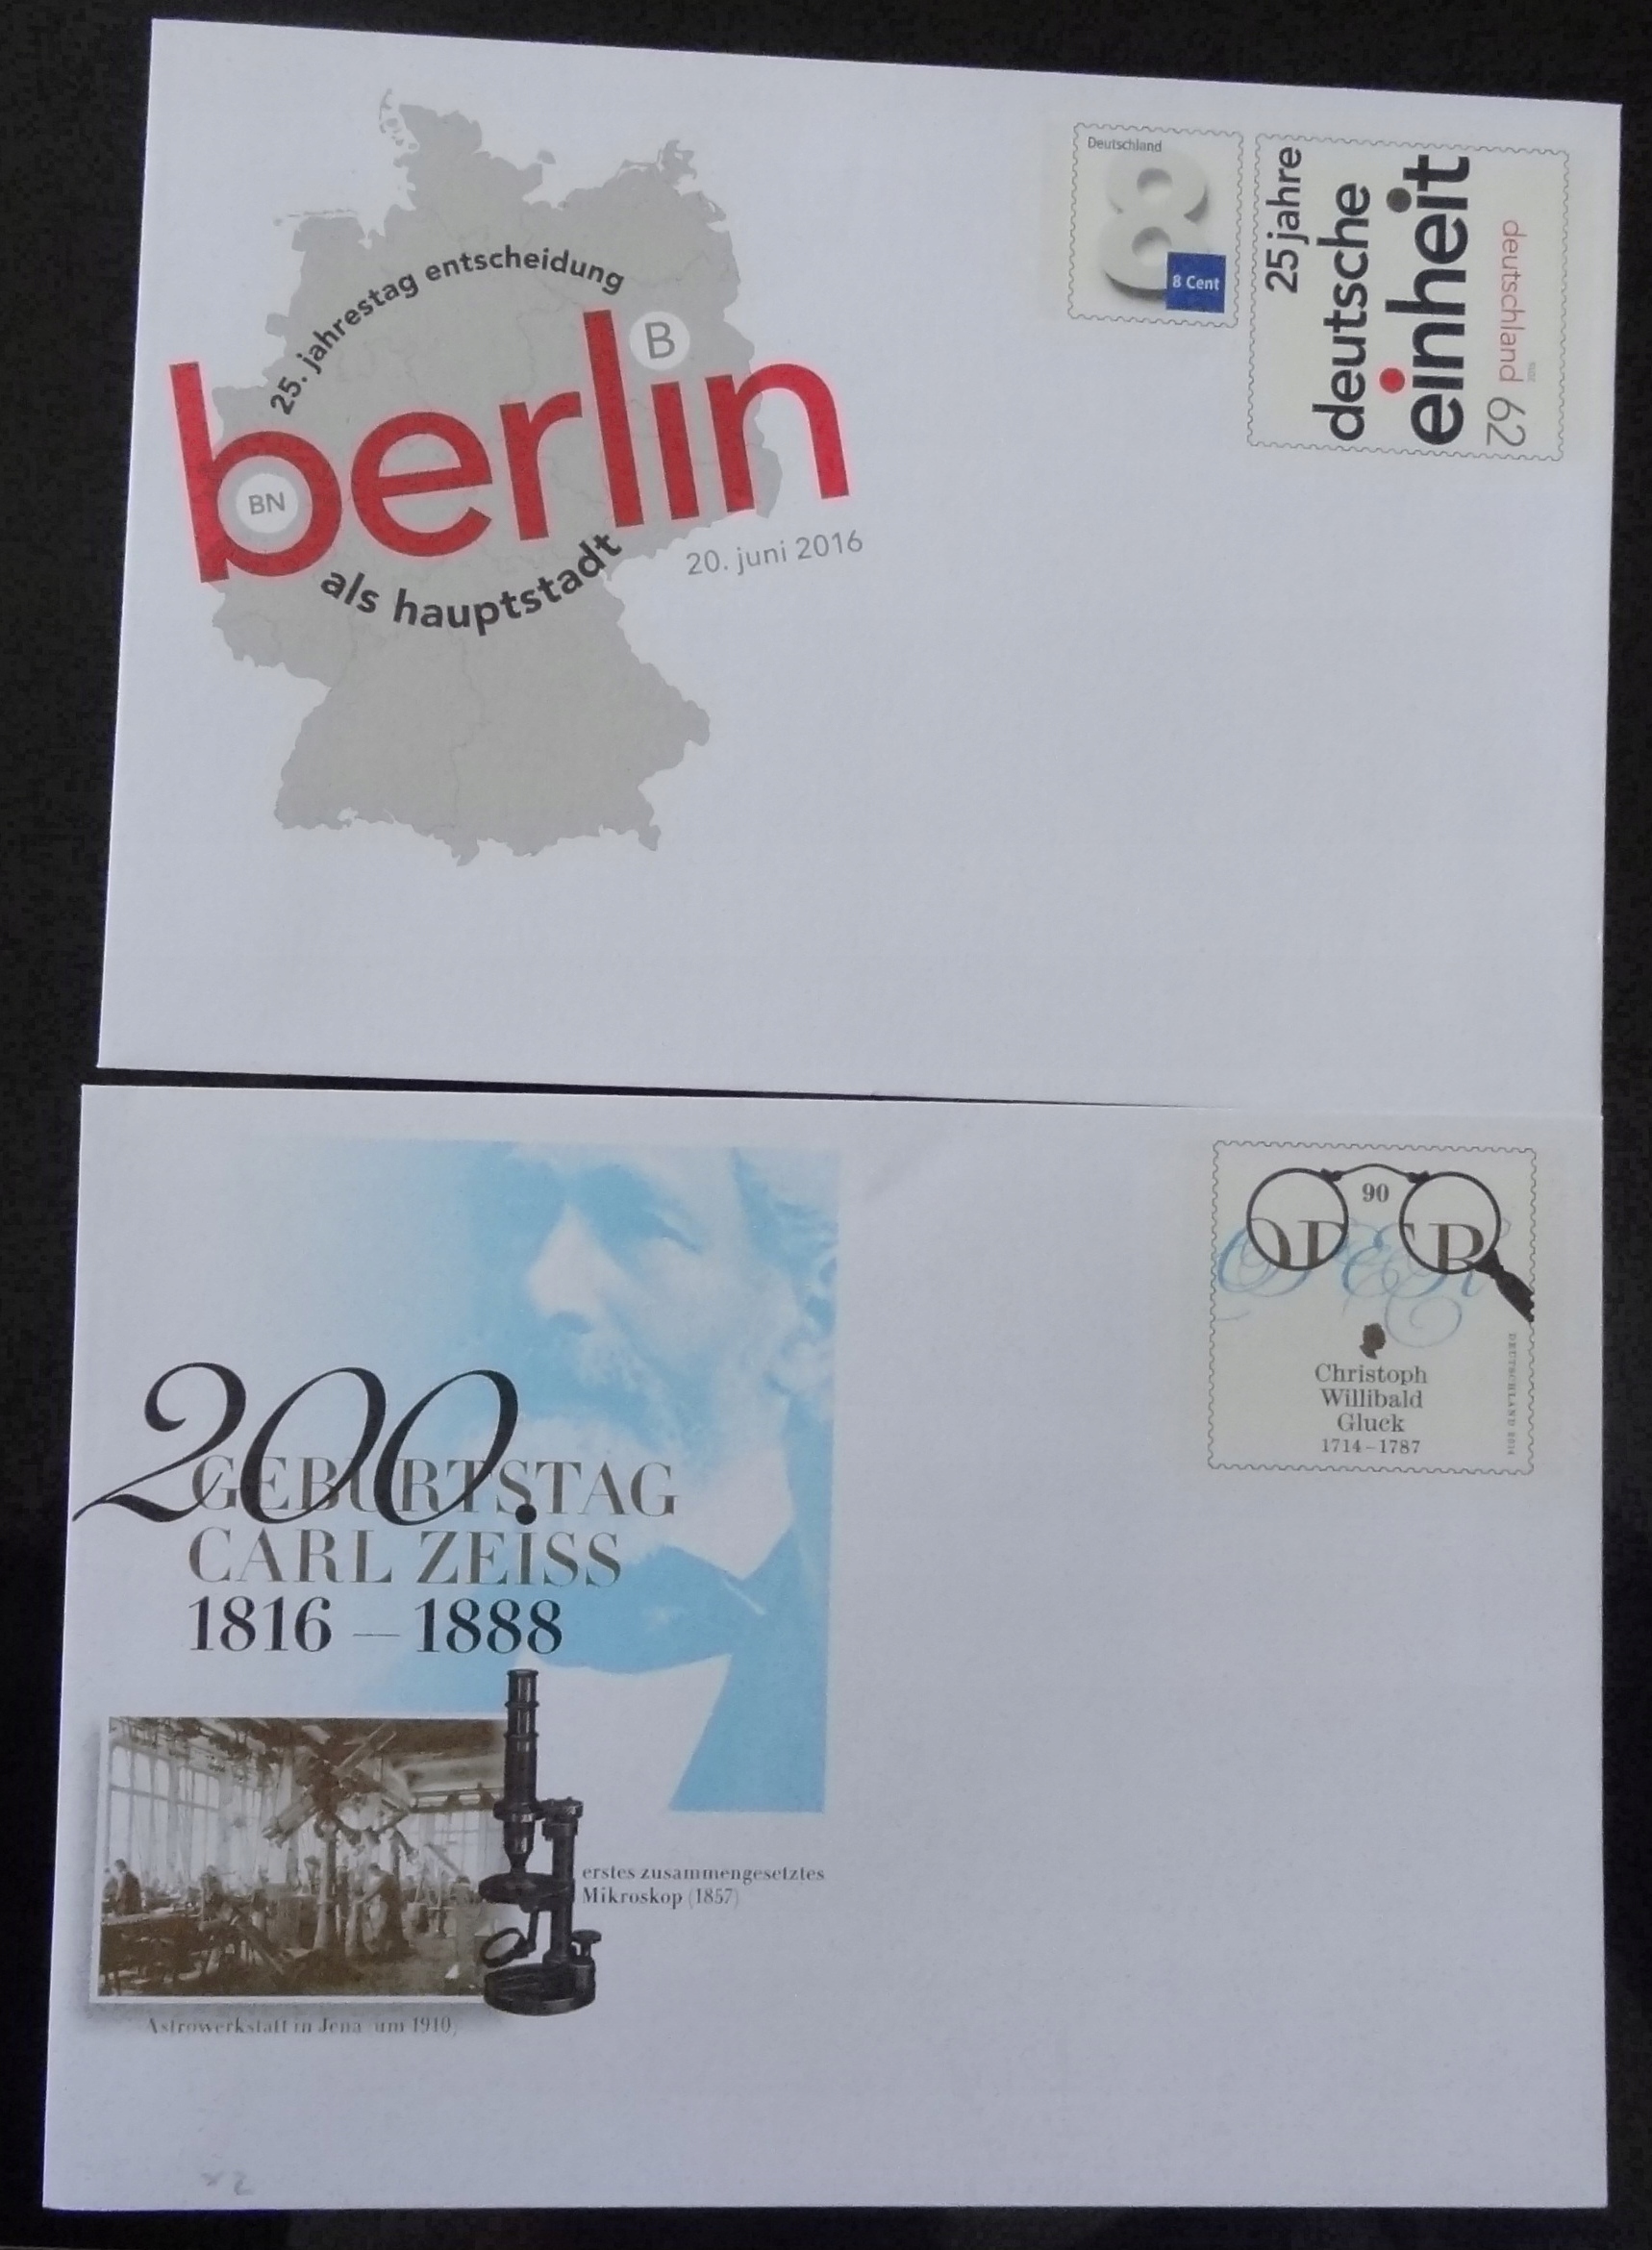 25. jahrestag entscheidung
B
berlin
BN
als hauptstadt
20. juni 2016
Deutschland
8
8 Cent
25 jahre
deutsche
einheit
deutschland 62
90
OPER
Christoph
Willibald
Gluck
1714–1787
DEUTSCHLAND 2014
200.
GEBURTSTAG
CARL ZEISS
1816 – 1888
erstes zusammengesetztes
Mikroskop (1857)
Astrowerkstatt in Jena um 1910